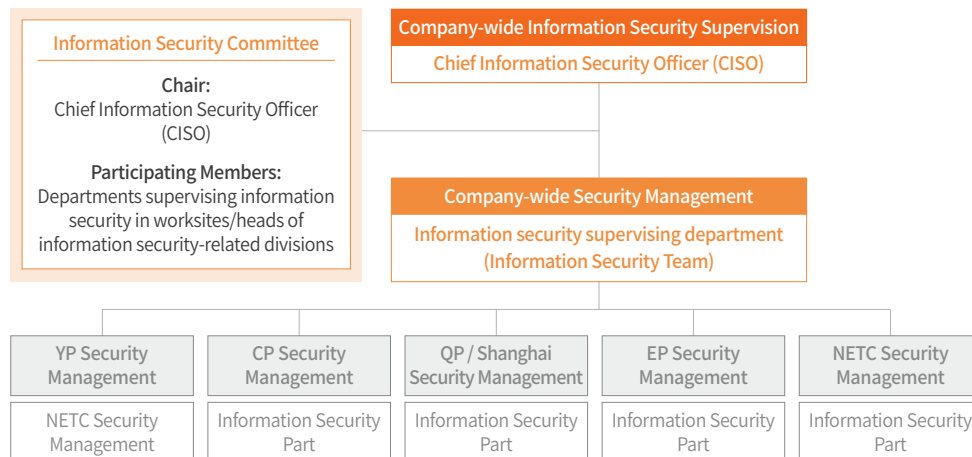 Information Security Committee
Chair:
Chief Information Security Officer
(CISO)
Participating Members:
Departments supervising information
security in worksites/heads of
information security-related divisions
Company-wide Information Security Supervision
Chief Information Security Officer (CISO)
Company-wide Security Management
Information security supervising department
(Information Security Team)
YP Security
Management
NETC Security
Management
CP Security
Management
Information Security
Part
QP / Shanghai
Security Management
Information Security
Part
EP Security
Management
Information Security
Part
NETC Security
Management
Information Security
Part